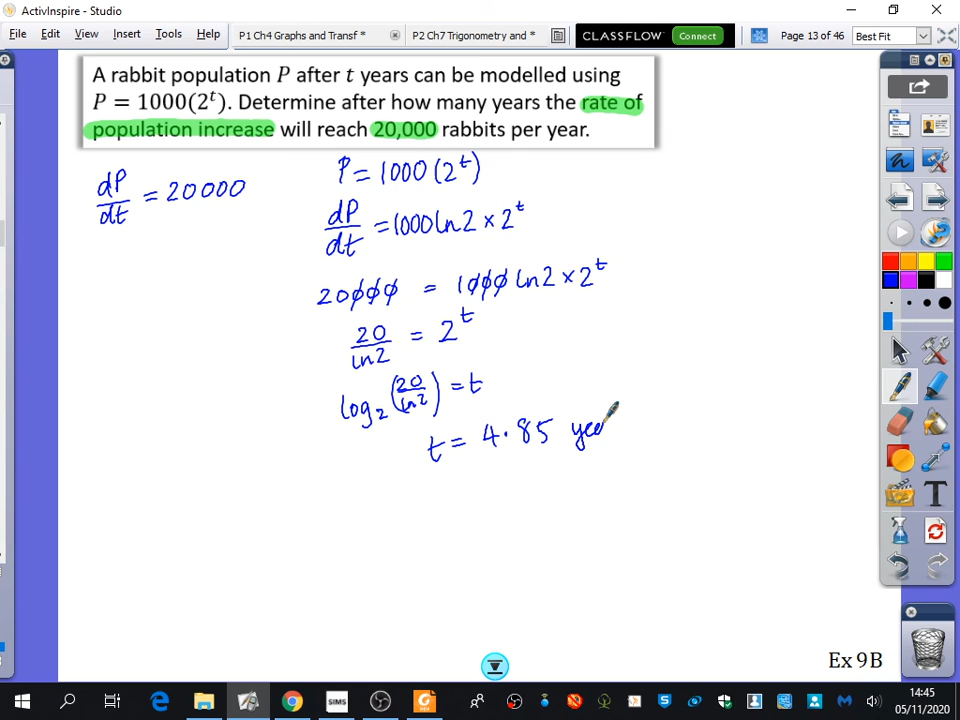 ActivInspire - Studio
File Edit View Insert Tools Help
P1 Ch4 Graphs and Transf *
P2 Ch7 Trigonometry and *
CLASSFLOW Connect
Page 13 of 46
Best Fit
A rabbit population P after t years can be modelled using
P = 1000(2^t). Determine after how many years the rate of
population increase will reach 20,000 rabbits per year.
dP/dt = 20000
P = 1000 (2^t)
dP/dt = 1000 ln2 × 2^t
20000 = 1000 ln2 × 2^t
20/ln2 = 2^t
log₂(20/ln2) = t
t = 4.85 yea
Ex 9B
SIMS
14:45
05/11/2020